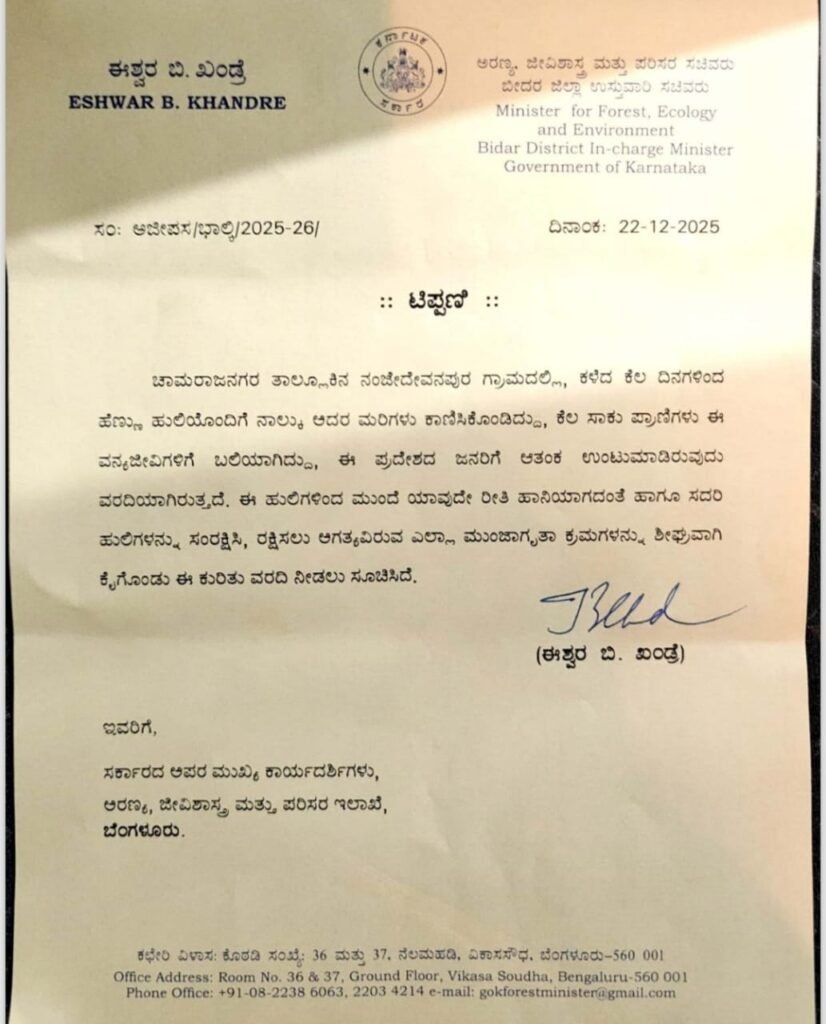 ಈಶ್ವರ ಬಿ. ಖಂಡ್ರೆ
ESHWAR B. KHANDRE
ಕರ್ನಾಟಕ
ಸರ್ಕಾರ
ಅರಣ್ಯ, ಜೀವಿಶಾಸ್ತ್ರ ಮತ್ತು ಪರಿಸರ ಸಚಿವರು
ಬೀದರ ಜಿಲ್ಲಾ ಉಸ್ತುವಾರಿ ಸಚಿವರು
Minister for Forest, Ecology
and Environment
Bidar District In-charge Minister
Government of Karnataka
ಸಂ: ಅಜೀಪಸ/ಭಾಲ್ಕಿ/2025-26/
ದಿನಾಂಕ: 22-12-2025
:: ಟಿಪ್ಪಣಿ ::
ಚಾಮರಾಜನಗರ ತಾಲ್ಲೂಕಿನ ನಂಜೇದೇವನಪುರ ಗ್ರಾಮದಲ್ಲಿ, ಕಳೆದ ಕೆಲ ದಿನಗಳಿಂದ
ಹೆಣ್ಣು ಹುಲಿಯೊಂದಿಗೆ ನಾಲ್ಕು ಅದರ ಮರಿಗಳು ಕಾಣಿಸಿಕೊಂಡಿದ್ದು, ಕೆಲ ಸಾಕು ಪ್ರಾಣಿಗಳು ಈ
ವನ್ಯಜೀವಿಗಳಿಗೆ ಬಲಿಯಾಗಿದ್ದು, ಈ ಪ್ರದೇಶದ ಜನರಿಗೆ ಆತಂಕ ಉಂಟುಮಾಡಿರುವುದು
ವರದಿಯಾಗಿರುತ್ತದೆ. ಈ ಹುಲಿಗಳಿಂದ ಮುಂದೆ ಯಾವುದೇ ರೀತಿ ಹಾನಿಯಾಗದಂತೆ ಹಾಗೂ ಸದರಿ
ಹುಲಿಗಳನ್ನು ಸಂರಕ್ಷಿಸಿ, ರಕ್ಷಿಸಲು ಅಗತ್ಯವಿರುವ ಎಲ್ಲಾ ಮುಂಜಾಗೃತಾ ಕ್ರಮಗಳನ್ನು ಶೀಘ್ರವಾಗಿ
ಕೈಗೊಂಡು ಈ ಕುರಿತು ವರದಿ ನೀಡಲು ಸೂಚಿಸಿದೆ.
(ಈಶ್ವರ ಬಿ. ಖಂಡ್ರೆ)
ಇವರಿಗೆ,
ಸರ್ಕಾರದ ಅಪರ ಮುಖ್ಯ ಕಾರ್ಯದರ್ಶಿಗಳು,
ಅರಣ್ಯ, ಜೀವಿಶಾಸ್ತ್ರ ಮತ್ತು ಪರಿಸರ ಇಲಾಖೆ,
ಬೆಂಗಳೂರು.
ಕಛೇರಿ ವಿಳಾಸ: ಕೊಠಡಿ ಸಂಖ್ಯೆ: 36 ಮತ್ತು 37, ನೆಲಮಹಡಿ, ವಿಕಾಸಸೌಧ, ಬೆಂಗಳೂರು-560 001
Office Address: Room No. 36 & 37, Ground Floor, Vikasa Soudha, Bengaluru-560 001
Phone Office: +91-08-2238 6063, 2203 4214 e-mail: gokforestminister@gmail.com